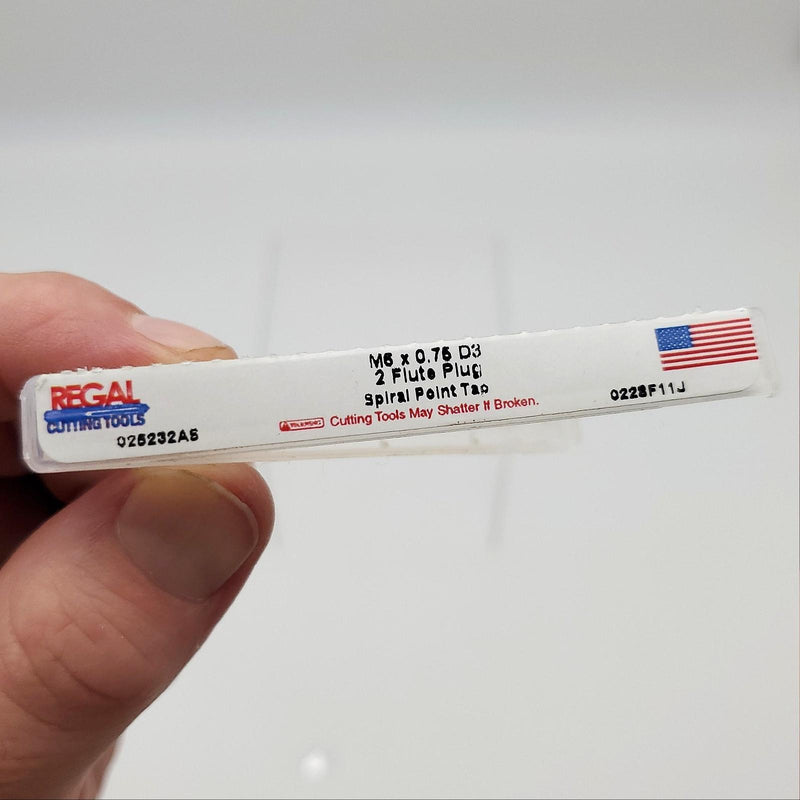 REGAL
CUTTING TOOLS
025232AS
M6 x 0.75 D3
2 Flute Plug
Spiral Point Tap
WARNING Cutting Tools May Shatter If Broken.
0228F11J